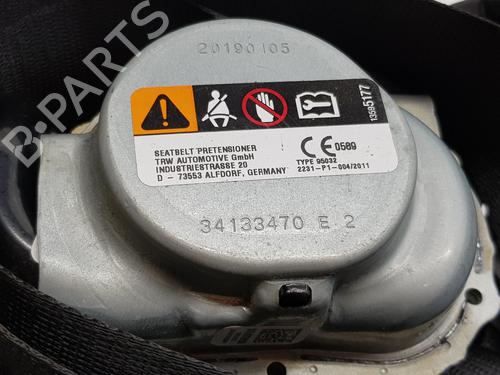 20190105
SEATBELT PRETENSIONER
TRW AUTOMOTIVE GmbH
INDUSTRIESTRASSE 20
D - 73553 ALFDORF, GERMANY
CE 0589
TYPE 95032
2231-P1-004/2011
13595177
34133470 E 2
B-PARTS